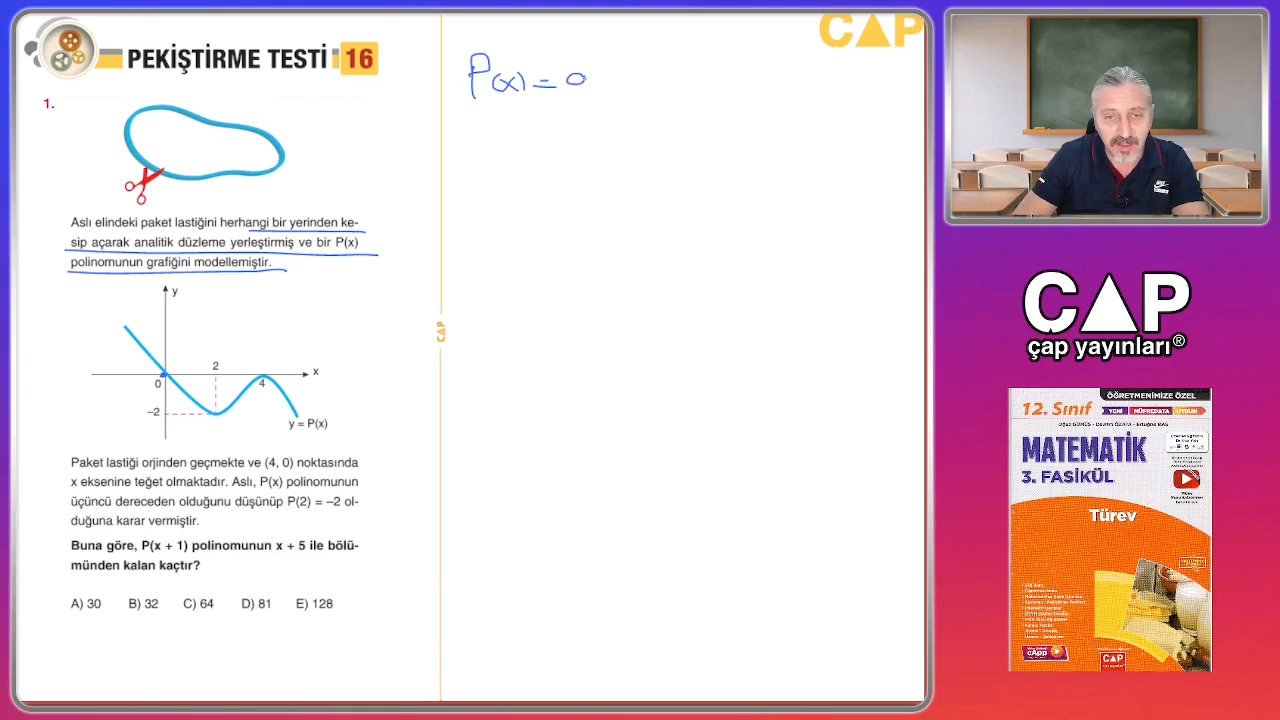 PEKİŞTİRME TESTİ 16
1.
Aslı elindeki paket lastiğini herhangi bir yerinden ke-
sip açarak analitik düzleme yerleştirmiş ve bir P(x)
polinomunun grafiğini modellemiştir.
y
2
x
0
4
–2
y = P(x)
Paket lastiği orjinden geçmekte ve (4, 0) noktasında
x eksenine teğet olmaktadır. Aslı, P(x) polinomunun
üçüncü dereceden olduğunu düşünüp P(2) = –2 ol-
duğuna karar vermiştir.
Buna göre, P(x + 1) polinomunun x + 5 ile bölü-
münden kalan kaçtır?
A) 30 B) 32 C) 64 D) 81 E) 128
ÇAP
ÇAP
P(x) = 0
ÇAP
çap yayınları®
ÖĞRETMENİMİZE ÖZEL
12. Sınıf
YENİ MÜFREDATA UYGUN
MATEMATİK
3. FASİKÜL
Türev
ÇAP